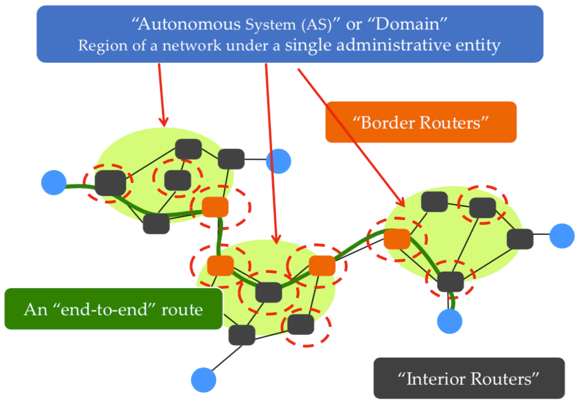 “Autonomous System (AS)” or “Domain”
Region of a network under a single administrative entity
“Border Routers”
An “end-to-end” route
“Interior Routers”